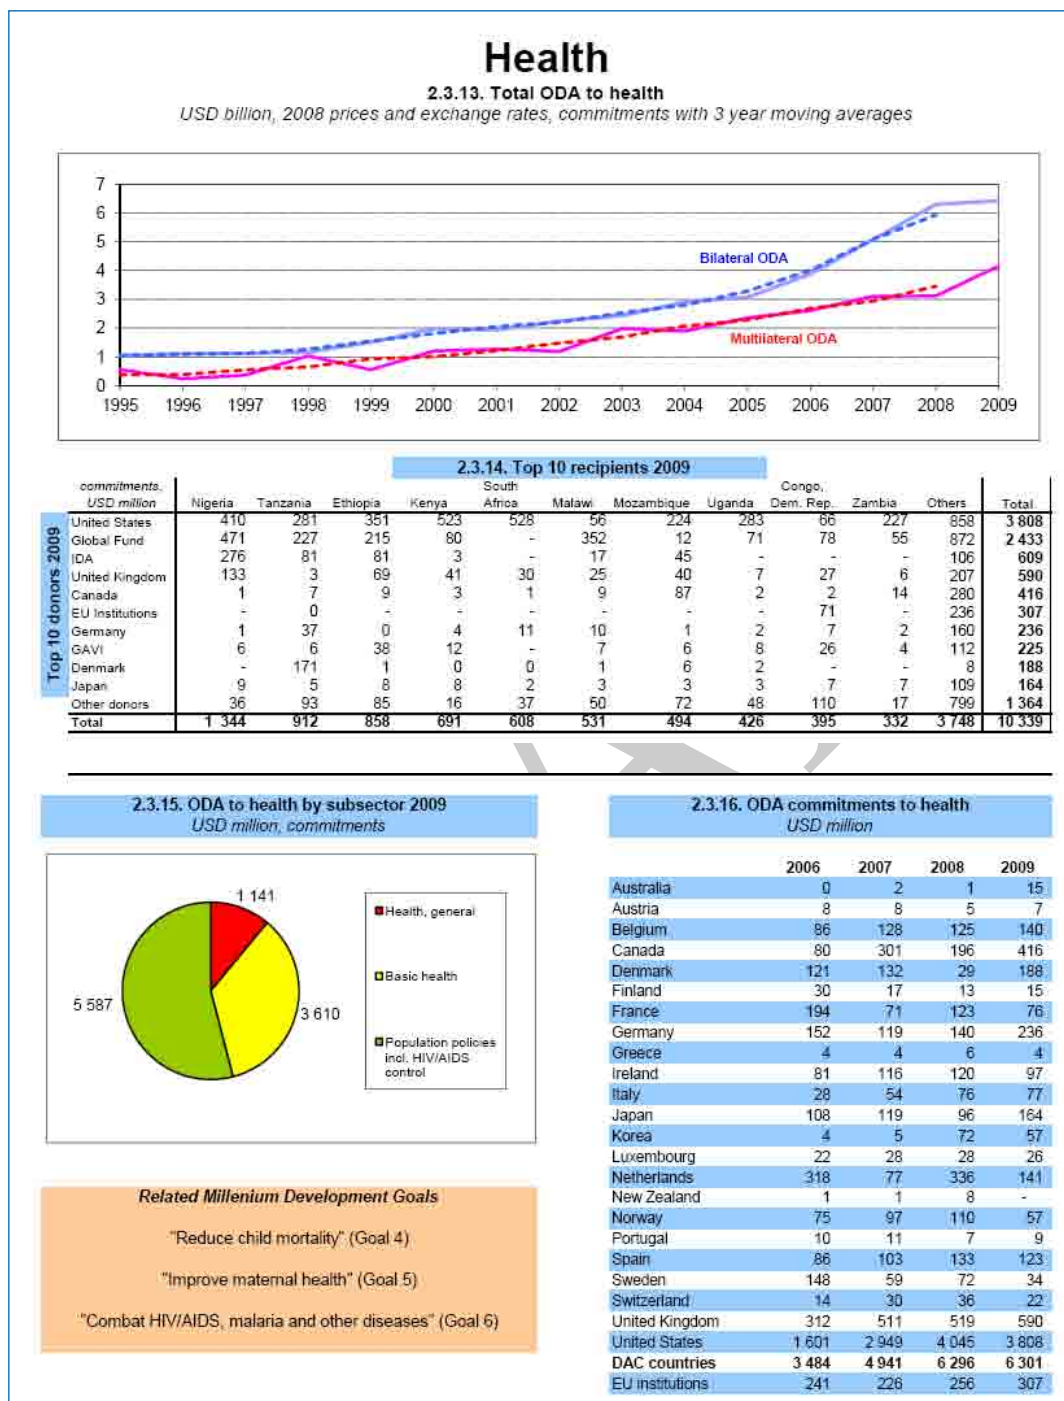 Health
2.3.13. Total ODA to health
USD billion, 2008 prices and exchange rates, commitments with 3 year moving averages
7
6
5
4
3
2
1
0
Bilateral ODA
Multilateral ODA
1995 1996 1997 1998 1999 2000 2001 2002 2003 2004 2005 2006 2007 2008 2009
2.3.14. Top 10 recipients 2009
commitments, USD million Nigeria Tanzania Ethiopia Kenya South Africa Malawi Mozambique Uganda Congo, Dem. Rep. Zambia Others Total
Top 10 donors 2009
United States 410 281 351 523 528 56 224 283 66 227 858 3 808
Global Fund 471 227 215 80 - 352 12 71 78 55 872 2 433
IDA 276 81 81 3 - 17 45 - - - 106 609
United Kingdom 133 3 69 41 30 25 40 7 27 6 207 590
Canada 1 7 9 3 1 9 87 2 2 14 280 416
EU Institutions - 0 - - - - - - 71 - 236 307
Germany 1 37 0 4 11 10 1 2 7 2 160 236
GAVI 6 6 38 12 - 7 6 8 26 4 112 225
Denmark - 171 1 0 0 1 6 2 - - 8 188
Japan 9 5 8 8 2 3 3 3 7 7 109 164
Other donors 36 93 85 16 37 50 72 48 110 17 799 1 364
Total 1 344 912 858 691 608 531 494 426 395 332 3 748 10 339
2.3.15. ODA to health by subsector 2009
USD million, commitments
1 141
3 610
5 587
Health, general
Basic health
Population policies
incl. HIV/AIDS
control
Related Millenium Development Goals
"Reduce child mortality" (Goal 4)
"Improve maternal health" (Goal 5)
"Combat HIV/AIDS, malaria and other diseases" (Goal 6)
2.3.16. ODA commitments to health
USD million
2006 2007 2008 2009
Australia 0 2 1 15
Austria 8 8 5 7
Belgium 86 128 125 140
Canada 80 301 196 416
Denmark 121 132 29 188
Finland 30 17 13 15
France 194 71 123 76
Germany 152 119 140 236
Greece 4 4 6 4
Ireland 81 116 120 97
Italy 28 54 76 77
Japan 108 119 96 164
Korea 4 5 72 57
Luxembourg 22 28 28 26
Netherlands 318 77 336 141
New Zealand 1 1 8 -
Norway 75 97 110 57
Portugal 10 11 7 9
Spain 86 103 133 123
Sweden 148 59 72 34
Switzerland 14 30 36 22
United Kingdom 312 511 519 590
United States 1 601 2 949 4 045 3 808
DAC countries 3 484 4 941 6 296 6 301
EU institutions 241 226 256 307